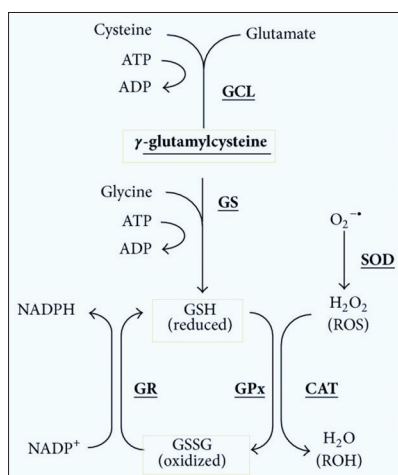 Cysteine
Glutamate
ATP
ADP
GCL
γ-glutamylcysteine
Glycine
GS
ATP
ADP
O₂⁻•
SOD
NADPH
GSH
(reduced)
H₂O₂
(ROS)
GR
GPx
CAT
NADP⁺
GSSG
(oxidized)
H₂O
(ROH)